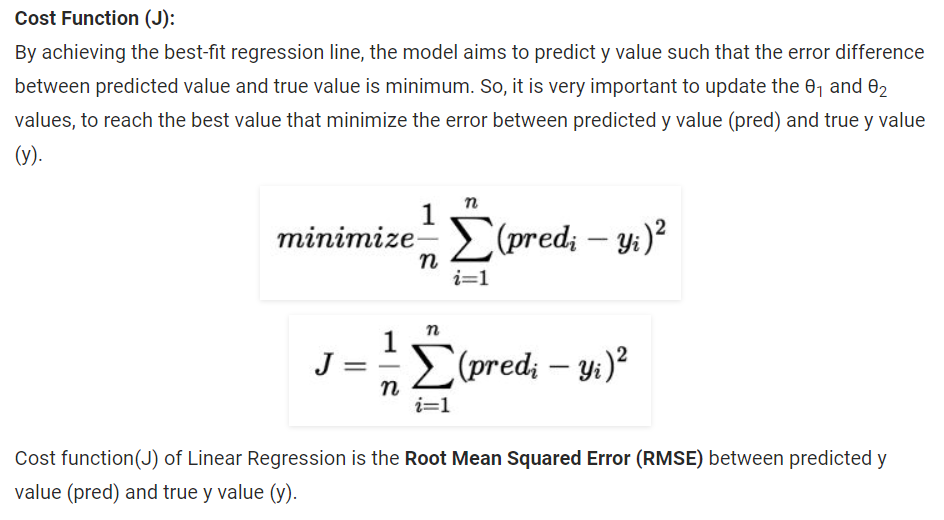 Cost Function (J):
By achieving the best-fit regression line, the model aims to predict y value such that the error difference
between predicted value and true value is minimum. So, it is very important to update the θ₁ and θ₂
values, to reach the best value that minimize the error between predicted y value (pred) and true y value
(y).
minimize \frac{1}{n} \sum_{i=1}^{n} (pred_i − y_i)^2
J = \frac{1}{n} \sum_{i=1}^{n} (pred_i − y_i)^2
Cost function(J) of Linear Regression is the Root Mean Squared Error (RMSE) between predicted y
value (pred) and true y value (y).